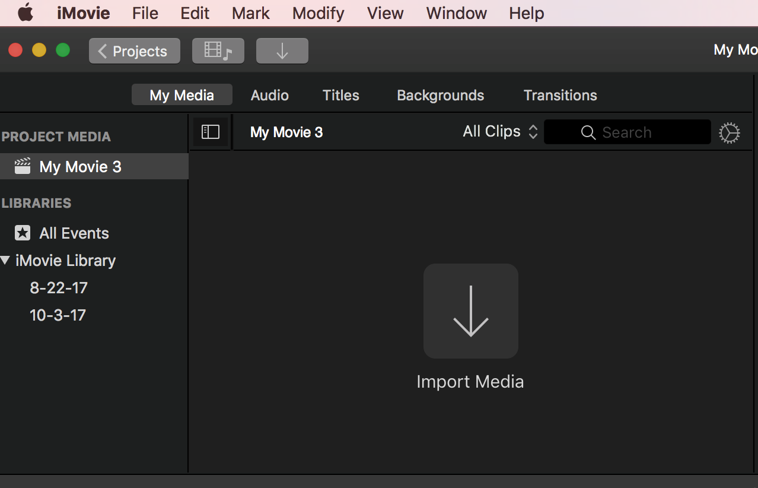 iMovie File Edit Mark Modify View Window Help
Projects
My Mo
My Media Audio Titles Backgrounds Transitions
PROJECT MEDIA
My Movie 3
All Clips
Search
My Movie 3
LIBRARIES
All Events
iMovie Library
8-22-17
10-3-17
Import Media